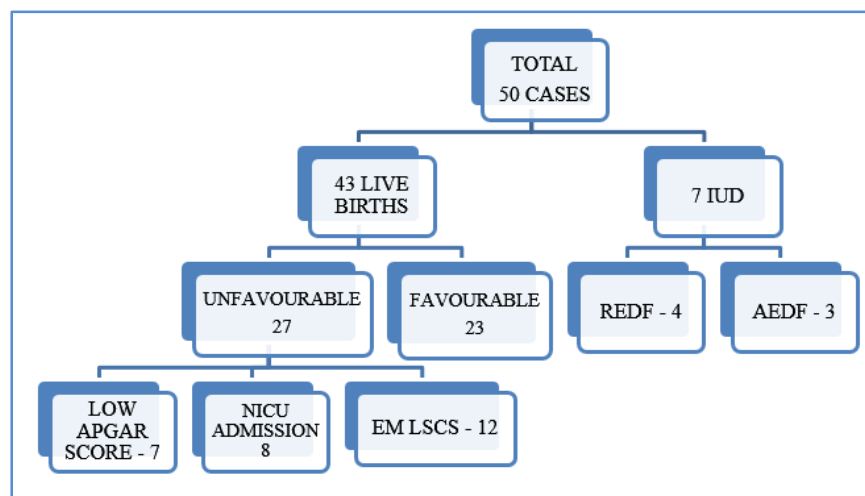 TOTAL
50 CASES
43 LIVE
BIRTHS
7 IUD
UNFAVOURABLE
27
FAVOURABLE
23
REDF - 4
AEDF - 3
LOW
APGAR
SCORE - 7
NICU
ADMISSION
8
EM LSCS - 12